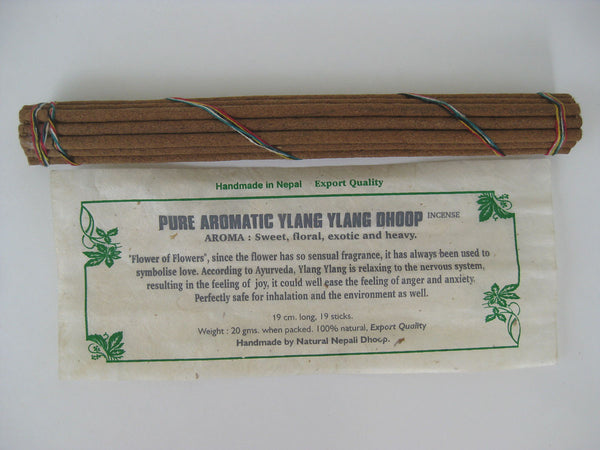 Handmade in Nepal Export Quality
PURE AROMATIC YLANG YLANG DHOOP INCENSE
AROMA : Sweet, floral, exotic and heavy.
"Flower of Flowers", since the flower has so sensual fragrance, it has always been used to
symbolise love. According to Ayurveda, Ylang Ylang is relaxing to the nervous system,
resulting in the feeling of joy, it could well ease the feeling of anger and anxiety.
Perfectly safe for inhalation and the environment as well.
19 cm. long, 19 sticks.
Weight : 20 gms. when packed. 100% natural, Export Quality
Handmade by Natural Nepali Dhoop.